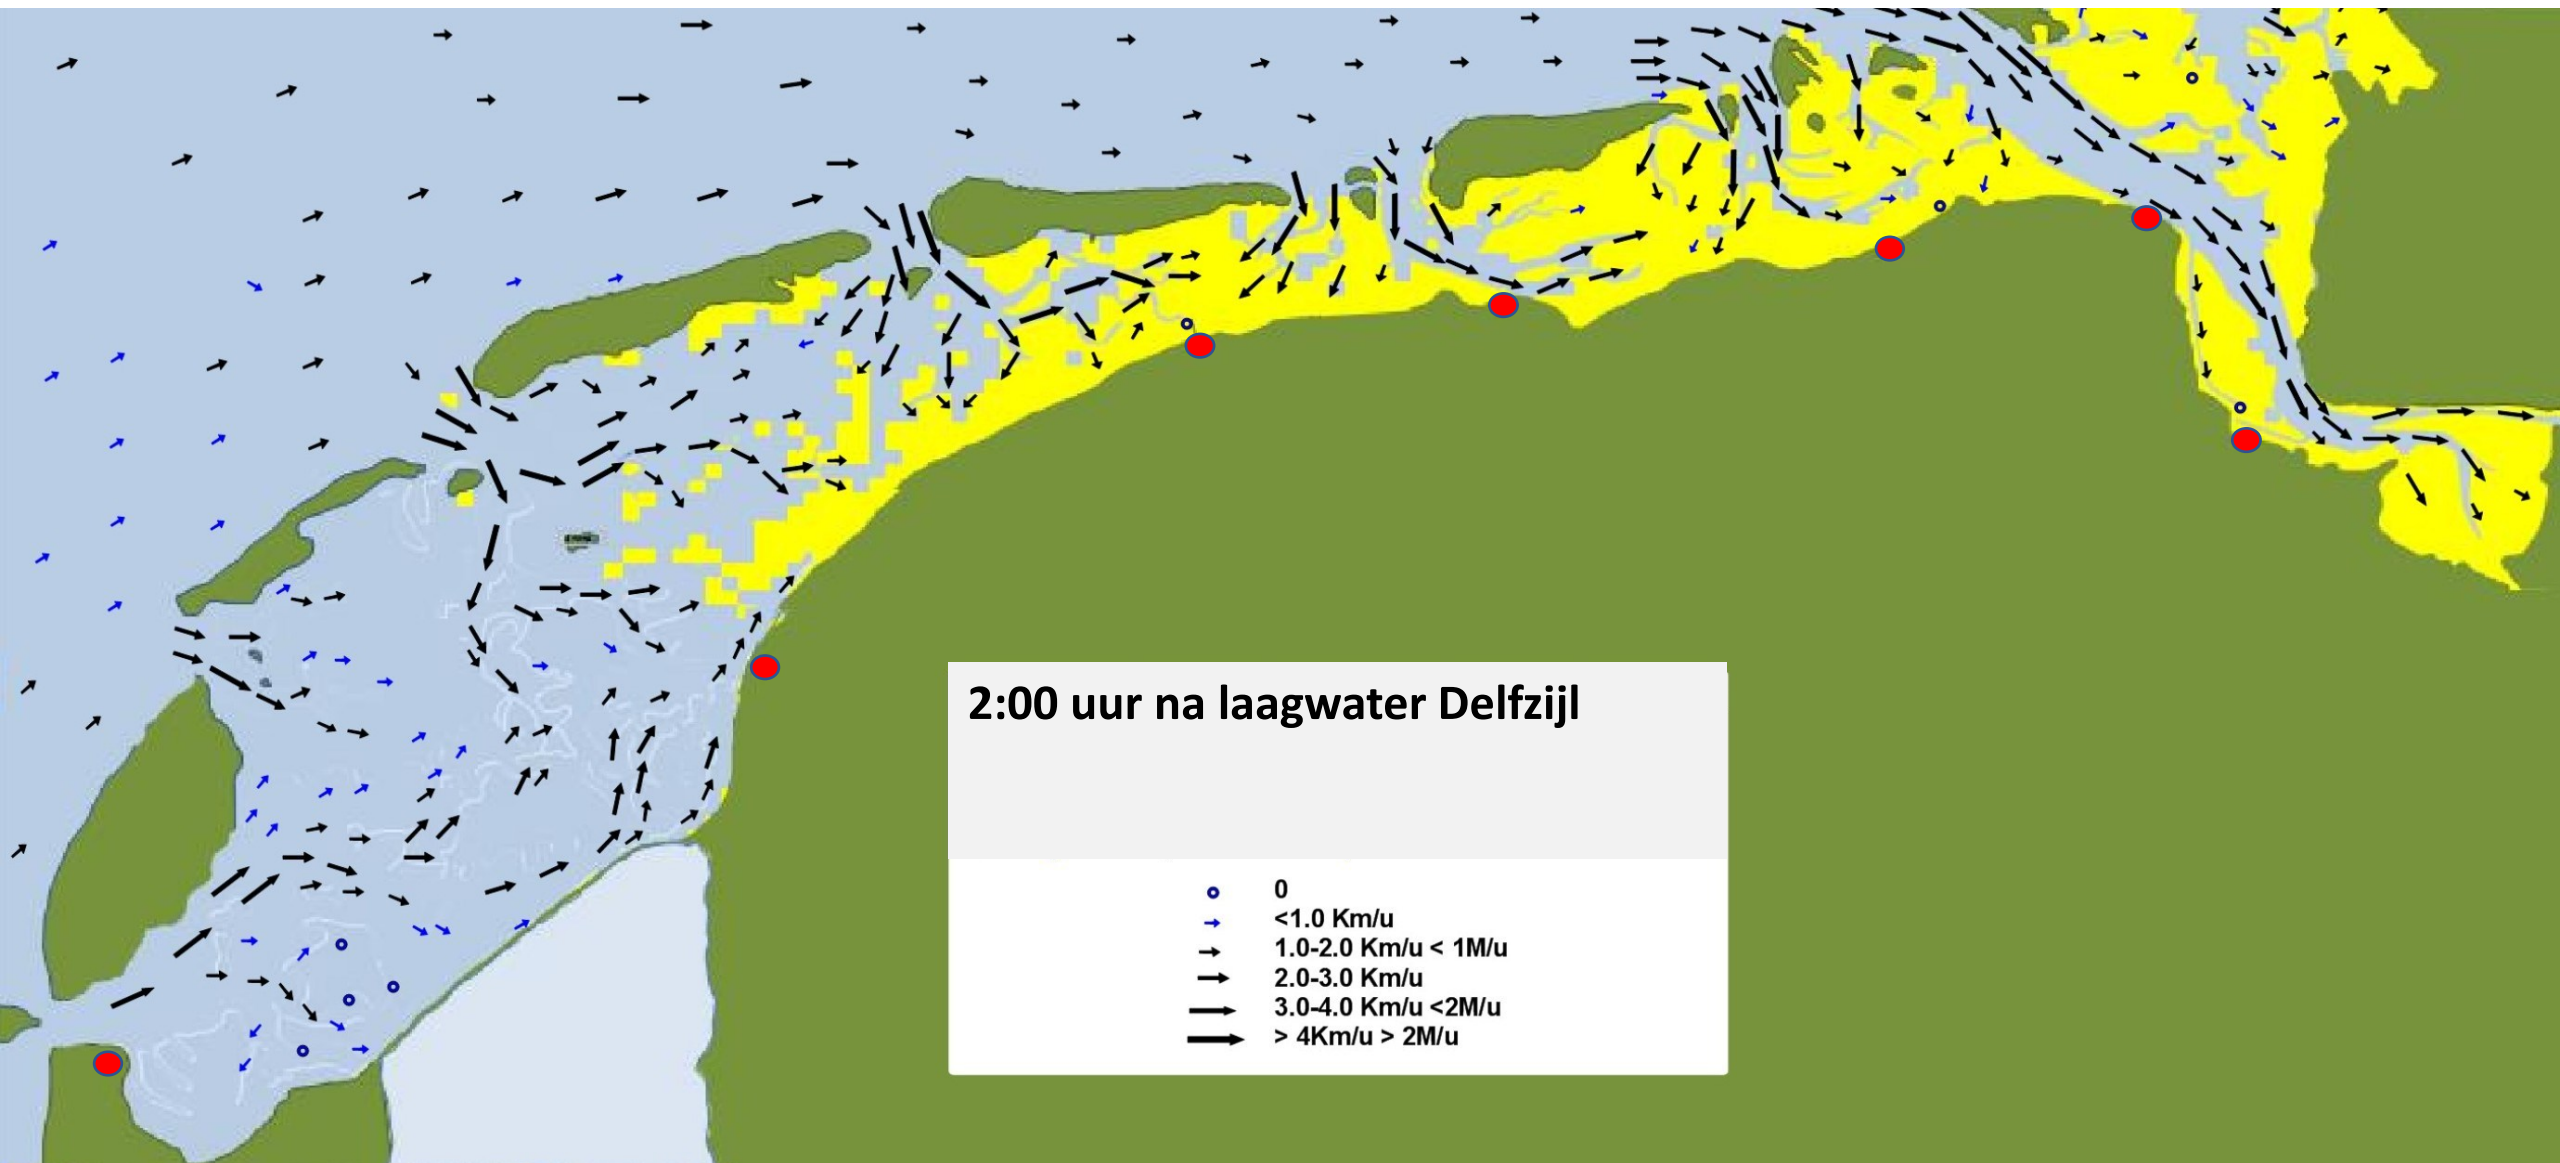 2:00 uur na laagwater Delfzijl
0
<1.0 Km/u
1.0-2.0 Km/u < 1M/u
2.0-3.0 Km/u
3.0-4.0 Km/u <2M/u
> 4Km/u > 2M/u